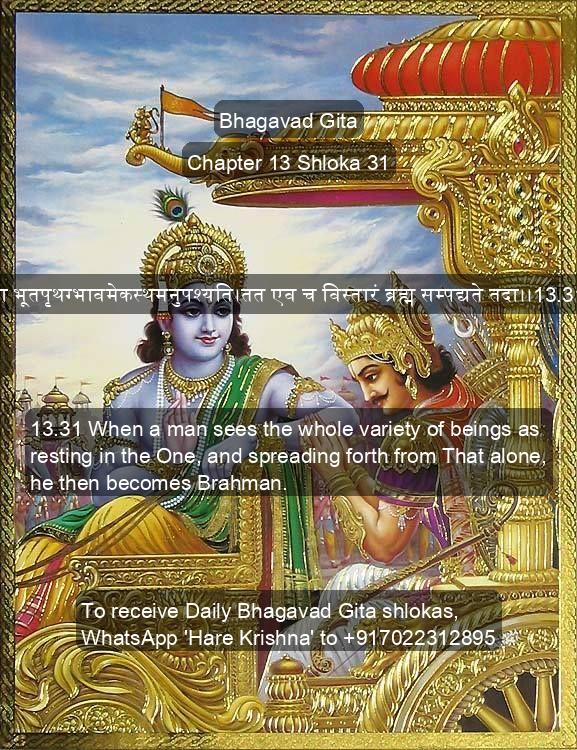 Bhagavad Gita
Chapter 13 Shloka 31
भूतपृथग्भावमेकस्थमनुपश्यति।तत एव च विस्तारं ब्रह्म सम्पद्यते तदा।।13.3
13.31 When a man sees the whole variety of beings as
resting in the One, and spreading forth from That alone,
he then becomes Brahman.
To receive Daily Bhagavad Gita shlokas,
WhatsApp 'Hare Krishna' to +917022312895